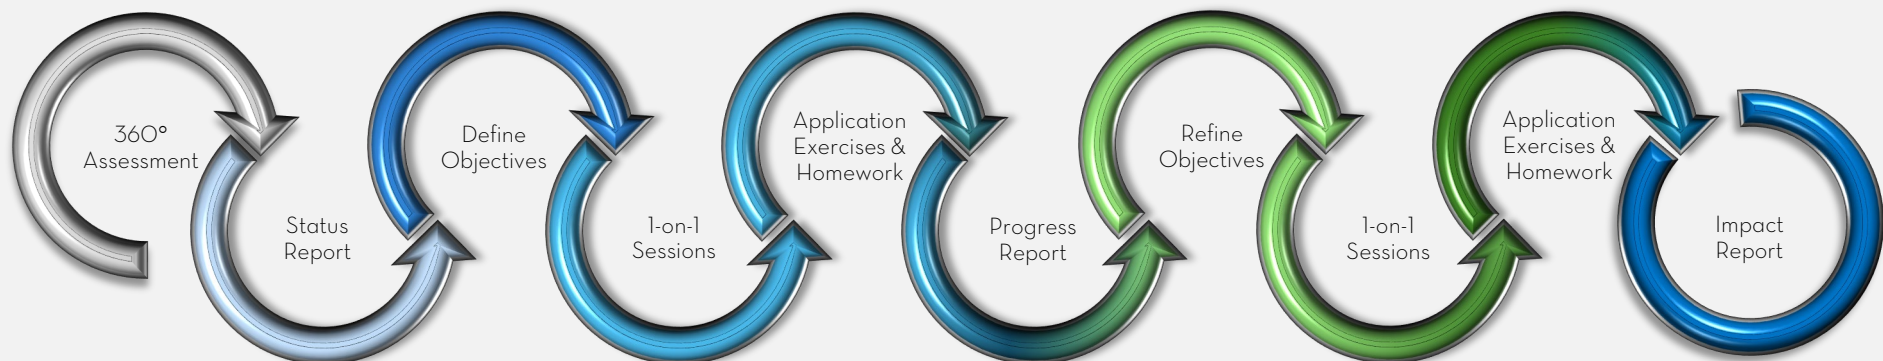 360°
Assessment
Status
Report
Define
Objectives
1-on-1
Sessions
Application
Exercises &
Homework
Progress
Report
Refine
Objectives
1-on-1
Sessions
Application
Exercises &
Homework
Impact
Report